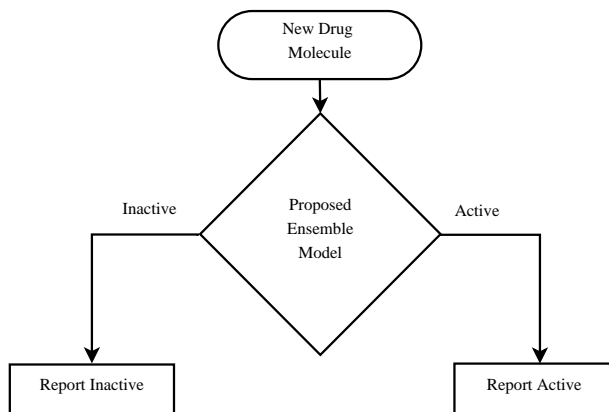 New Drug
Molecule
Inactive
Active
Proposed
Ensemble
Model
Report Inactive
Report Active